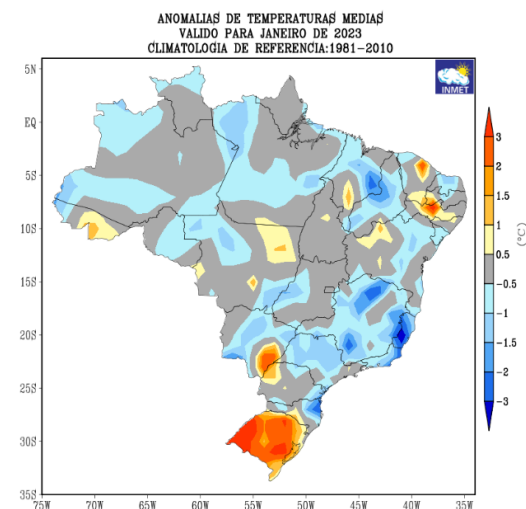 ANOMALIAS DE TEMPERATURAS MEDIAS
VALIDO PARA JANEIRO DE 2023
CLIMATOLOGIA DE REFERENCIA:1981-2010
INMET
5N
EQ
5S
10S
15S
20S
25S
30S
35S
75W 70W 65W 60W 55W 50W 45W 40W 35W
3
2
1.5
1
0.5
-0.5
-1
-1.5
-2
-3
(°C)